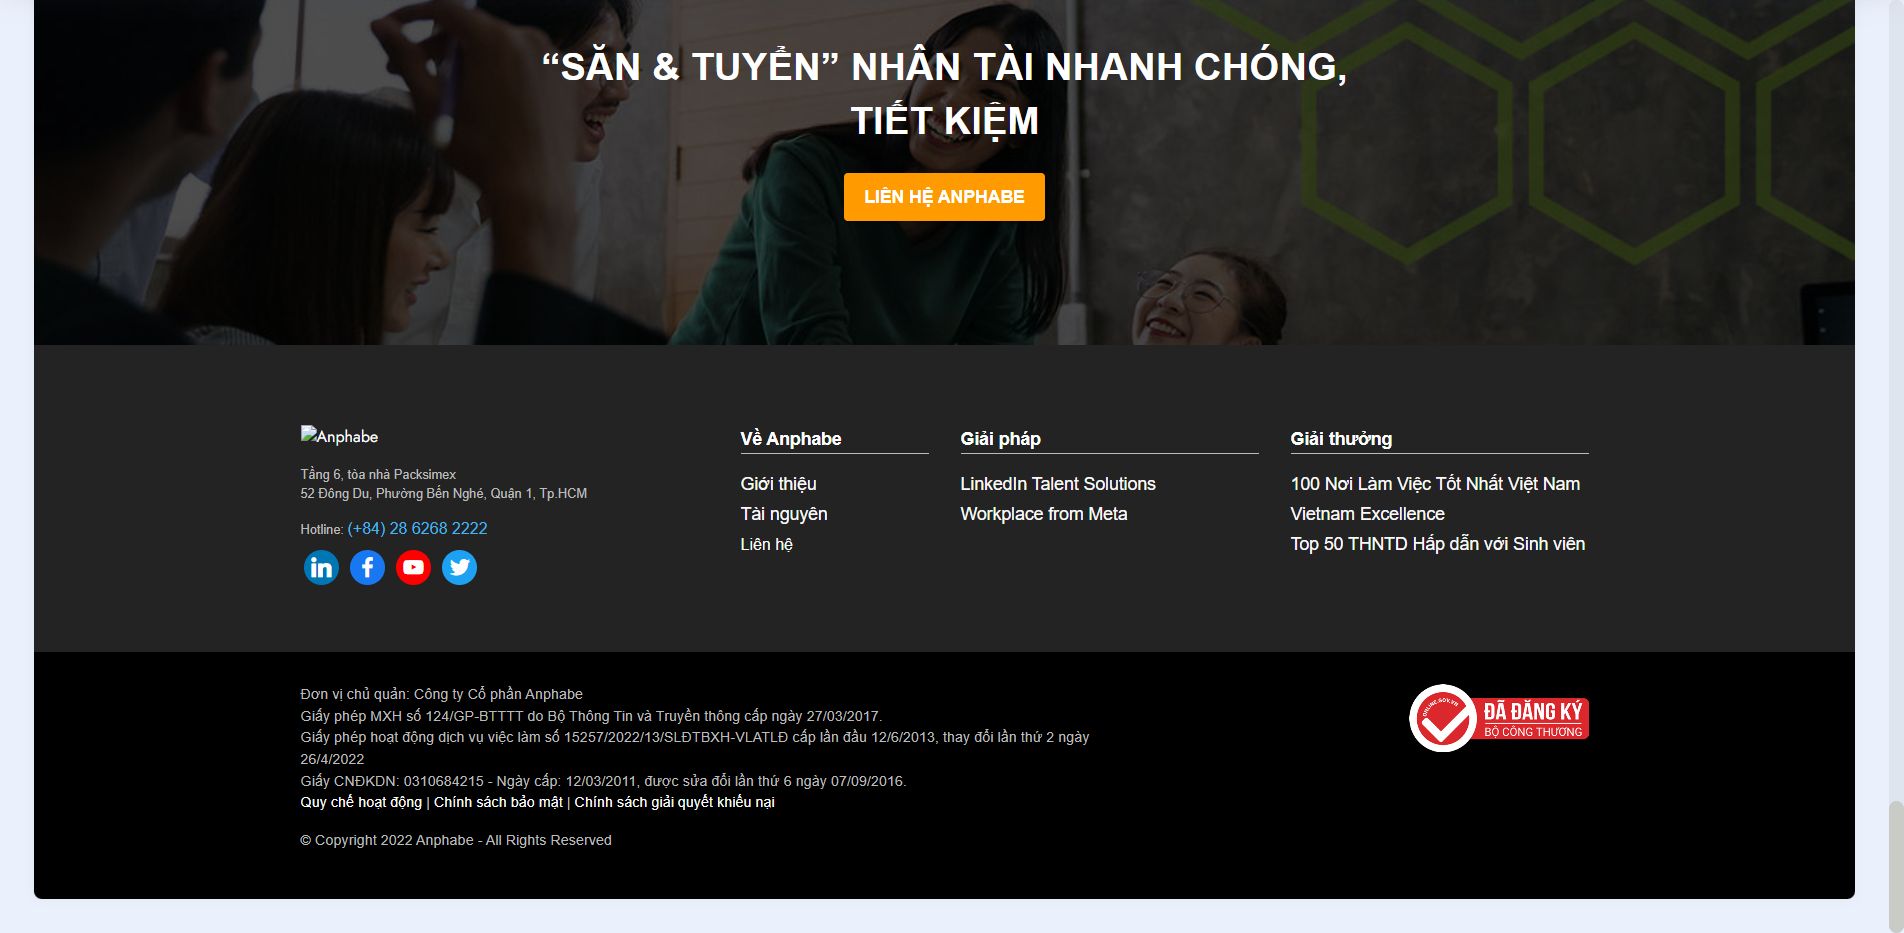 “SĂN & TUYỂN” NHÂN TÀI NHANH CHÓNG,
TIẾT KIỆM
LIÊN HỆ ANPHABE
Anphabe
Tầng 6, tòa nhà Packsimex
52 Đông Du, Phường Bến Nghé, Quận 1, Tp.HCM
Hotline: (+84) 28 6268 2222
Về Anphabe
Giới thiệu
Tài nguyên
Liên hệ
Giải pháp
LinkedIn Talent Solutions
Workplace from Meta
Giải thưởng
100 Nơi Làm Việc Tốt Nhất Việt Nam
Vietnam Excellence
Top 50 THNTD Hấp dẫn với Sinh viên
Đơn vị chủ quản: Công ty Cổ phần Anphabe
Giấy phép MXH số 124/GP-BTTTT do Bộ Thông Tin và Truyền thông cấp ngày 27/03/2017.
Giấy phép hoạt động dịch vụ việc làm số 15257/2022/13/SLĐTBXH-VLATLĐ cấp lần đầu 12/6/2013, thay đổi lần thứ 2 ngày
26/4/2022
Giấy CNĐKDN: 0310684215 - Ngày cấp: 12/03/2011, được sửa đổi lần thứ 6 ngày 07/09/2016.
Quy chế hoạt động | Chính sách bảo mật | Chính sách giải quyết khiếu nại
© Copyright 2022 Anphabe - All Rights Reserved
ONLINE.GOV.VN
ĐÃ ĐĂNG KÝ
BỘ CÔNG THƯƠNG